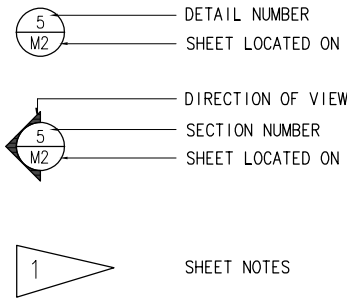 5 DETAIL NUMBER
M2 SHEET LOCATED ON
DIRECTION OF VIEW
5 SECTION NUMBER
M2 SHEET LOCATED ON
1 SHEET NOTES